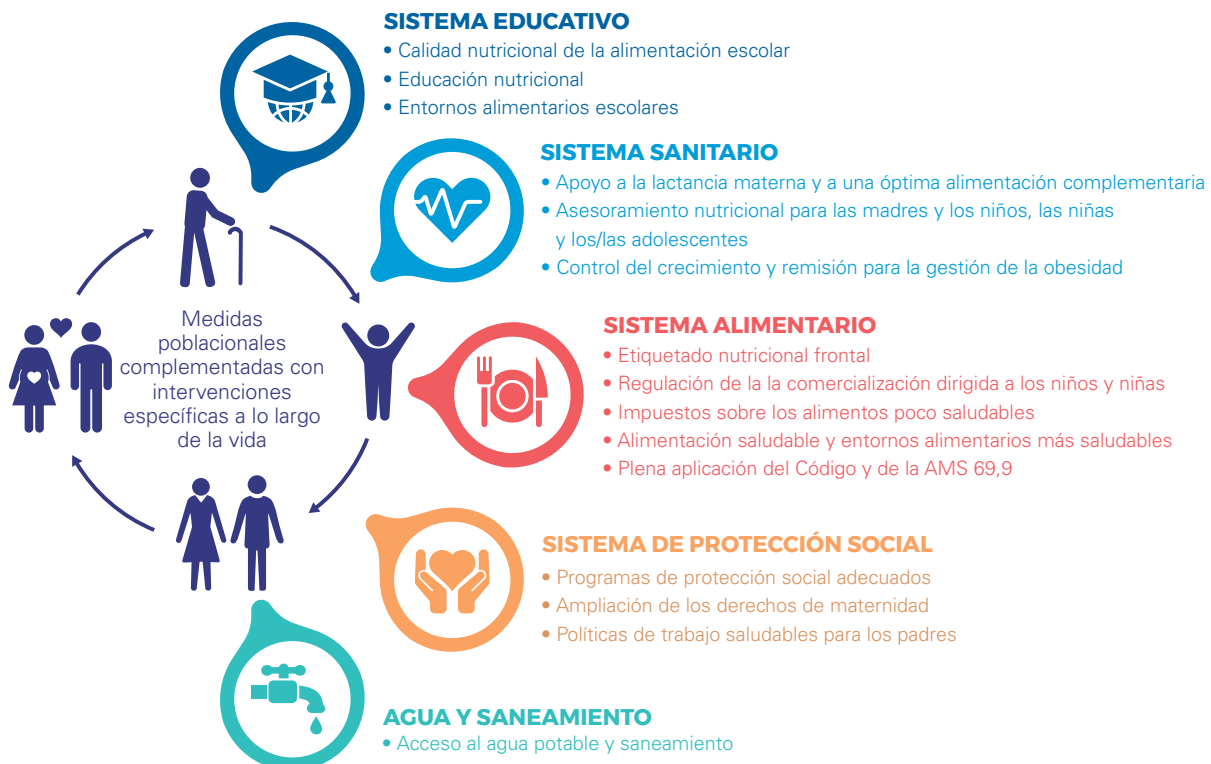 SISTEMA EDUCATIVO
• Calidad nutricional de la alimentación escolar
• Educación nutricional
• Entornos alimentarios escolares
SISTEMA SANITARIO
• Apoyo a la lactancia materna y a una óptima alimentación complementaria
• Asesoramiento nutricional para las madres y los niños, las niñas
y los/las adolescentes
• Control del crecimiento y remisión para la gestión de la obesidad
Medidas
poblacionales
complementadas con
intervenciones
específicas a lo largo
de la vida
SISTEMA ALIMENTARIO
• Etiquetado nutricional frontal
• Regulación de la la comercialización dirigida a los niños y niñas
• Impuestos sobre los alimentos poco saludables
• Alimentación saludable y entornos alimentarios más saludables
• Plena aplicación del Código y de la AMS 69,9
SISTEMA DE PROTECCIÓN SOCIAL
• Programas de protección social adecuados
• Ampliación de los derechos de maternidad
• Políticas de trabajo saludables para los padres
AGUA Y SANEAMIENTO
• Acceso al agua potable y saneamiento